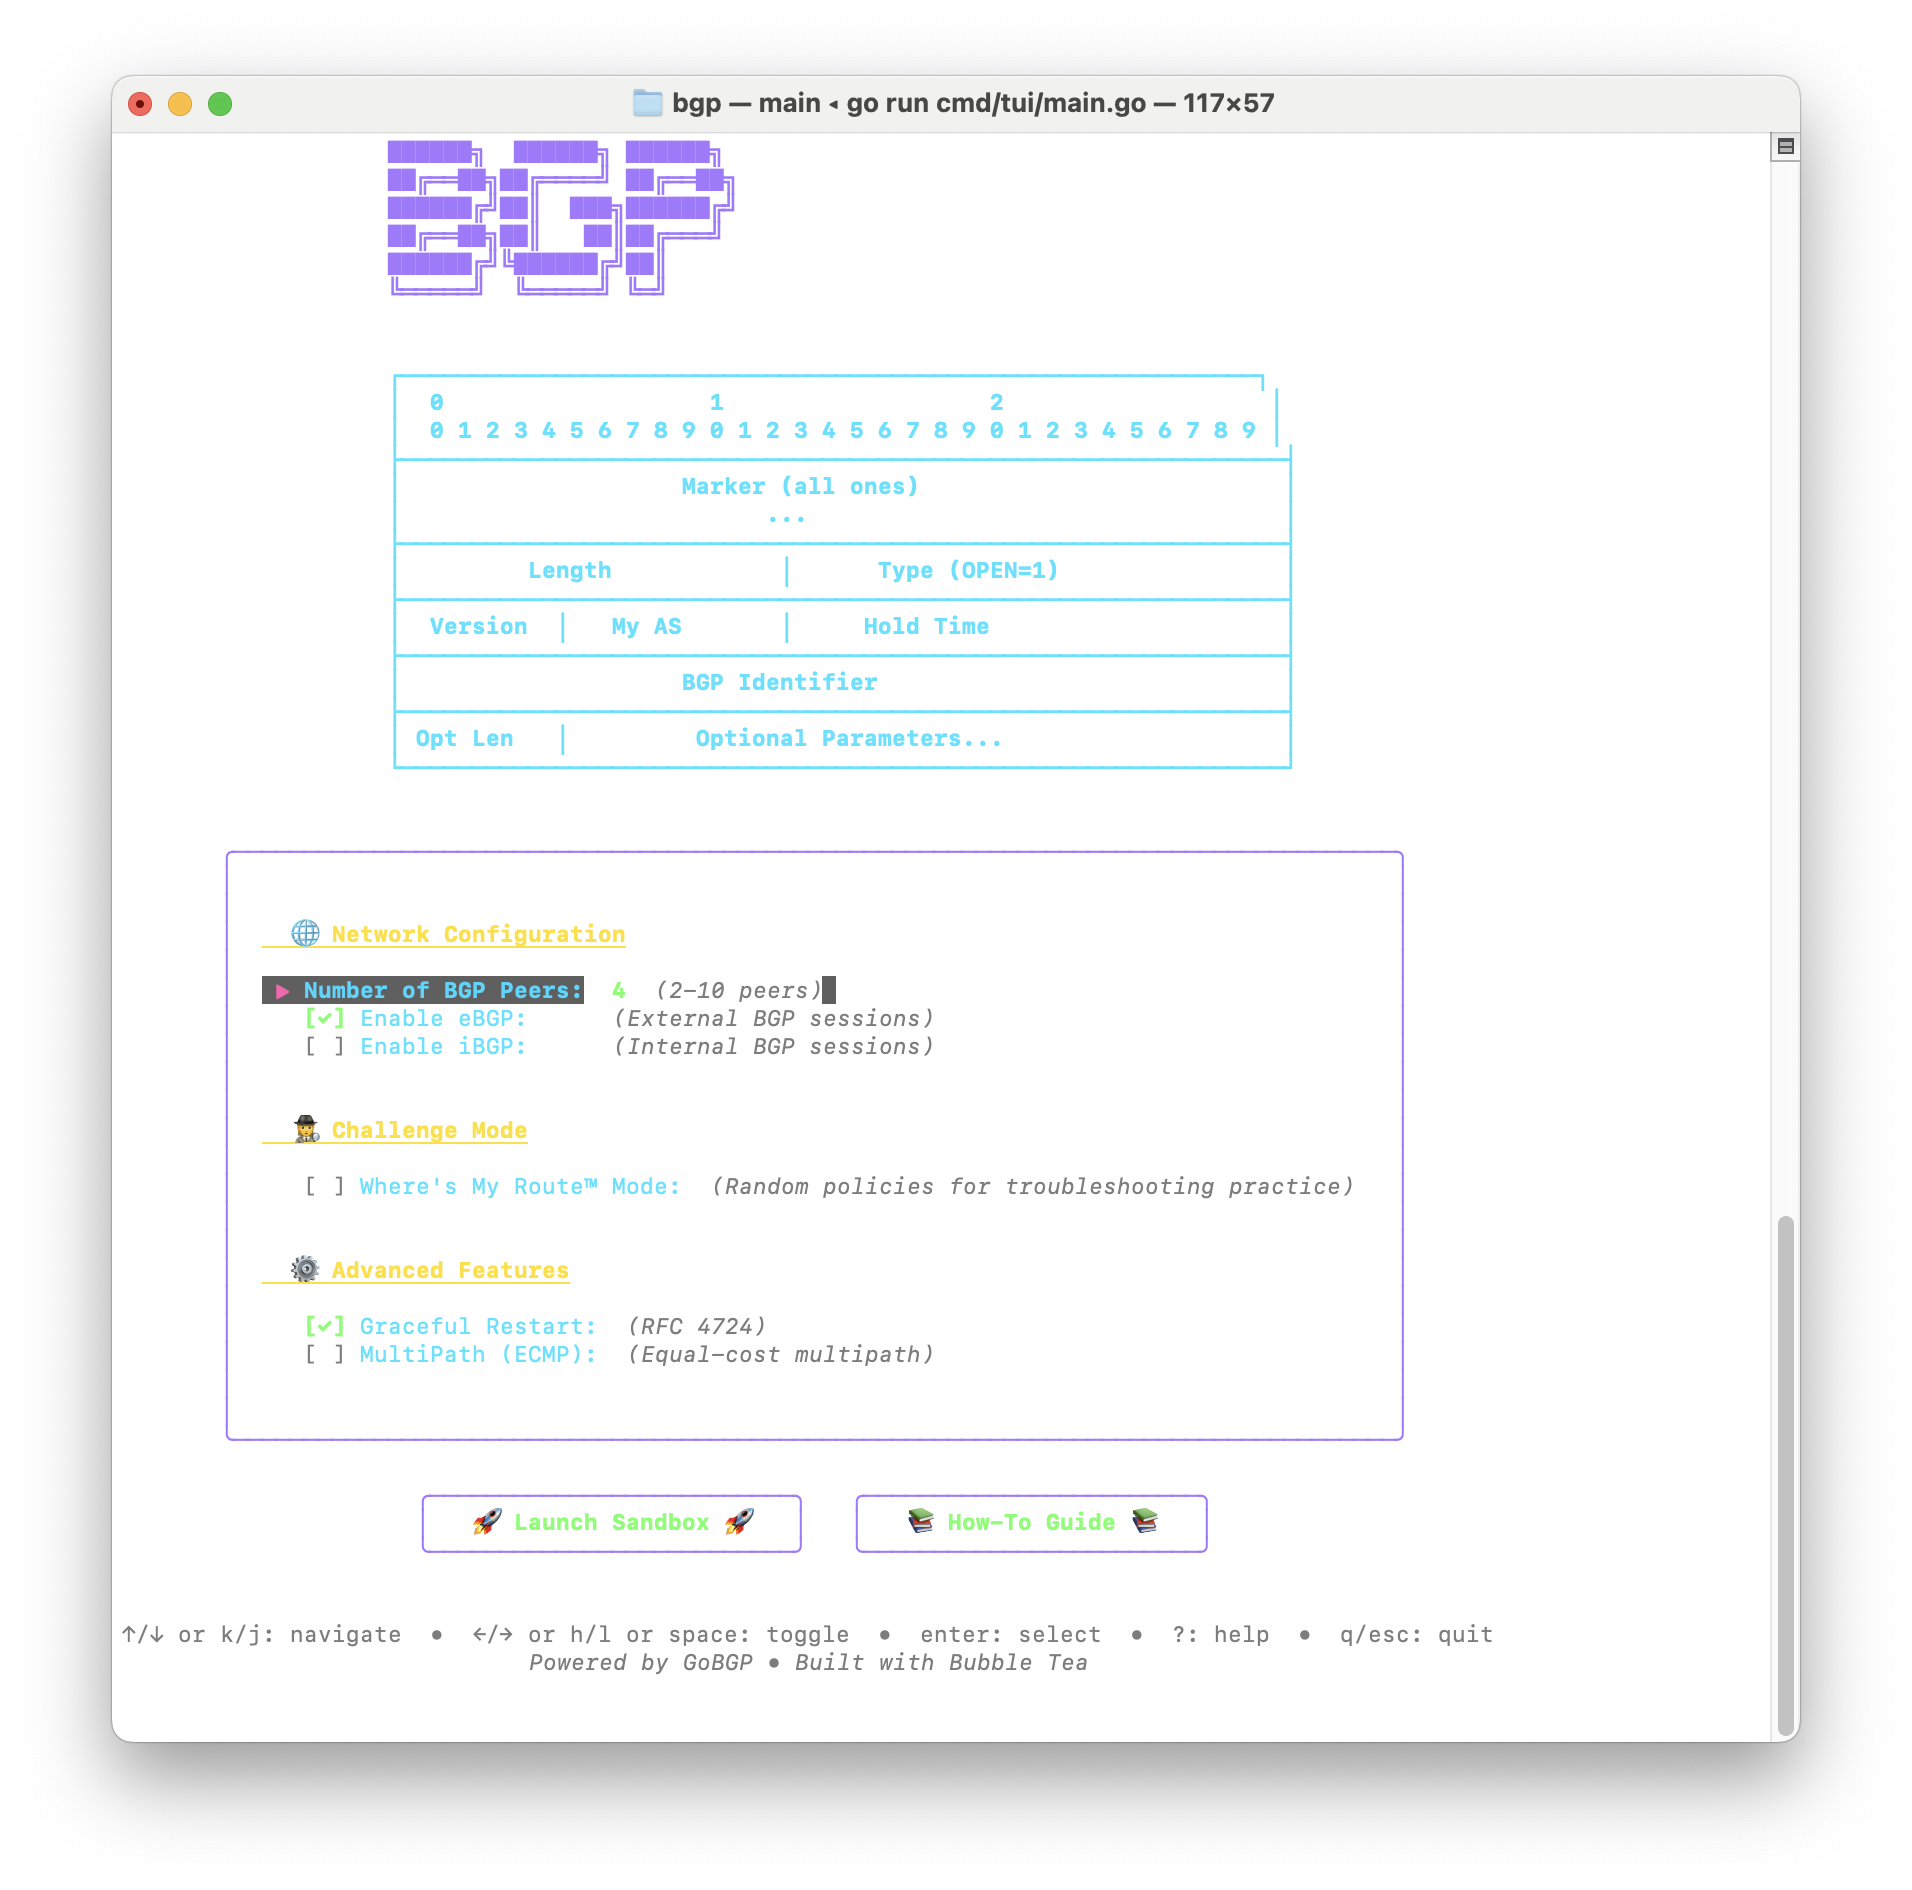 bgp — main ◂ go run cmd/tui/main.go — 117×57
BGP
0 1 2
0 1 2 3 4 5 6 7 8 9 0 1 2 3 4 5 6 7 8 9 0 1 2 3 4 5 6 7 8 9
Marker (all ones)
...
Length │ Type (OPEN=1)
Version │ My AS │ Hold Time
BGP Identifier
Opt Len │ Optional Parameters...
🌐 Network Configuration
▶ Number of BGP Peers: 4 (2-10 peers)
[✓] Enable eBGP: (External BGP sessions)
[ ] Enable iBGP: (Internal BGP sessions)
🕵 Challenge Mode
[ ] Where's My Route™ Mode: (Random policies for troubleshooting practice)
⚙️ Advanced Features
[✓] Graceful Restart: (RFC 4724)
[ ] MultiPath (ECMP): (Equal-cost multipath)
🚀 Launch Sandbox 🚀 📚 How-To Guide 📚
↑/↓ or k/j: navigate • ←/→ or h/l or space: toggle • enter: select • ?: help • q/esc: quit
Powered by GoBGP • Built with Bubble Tea